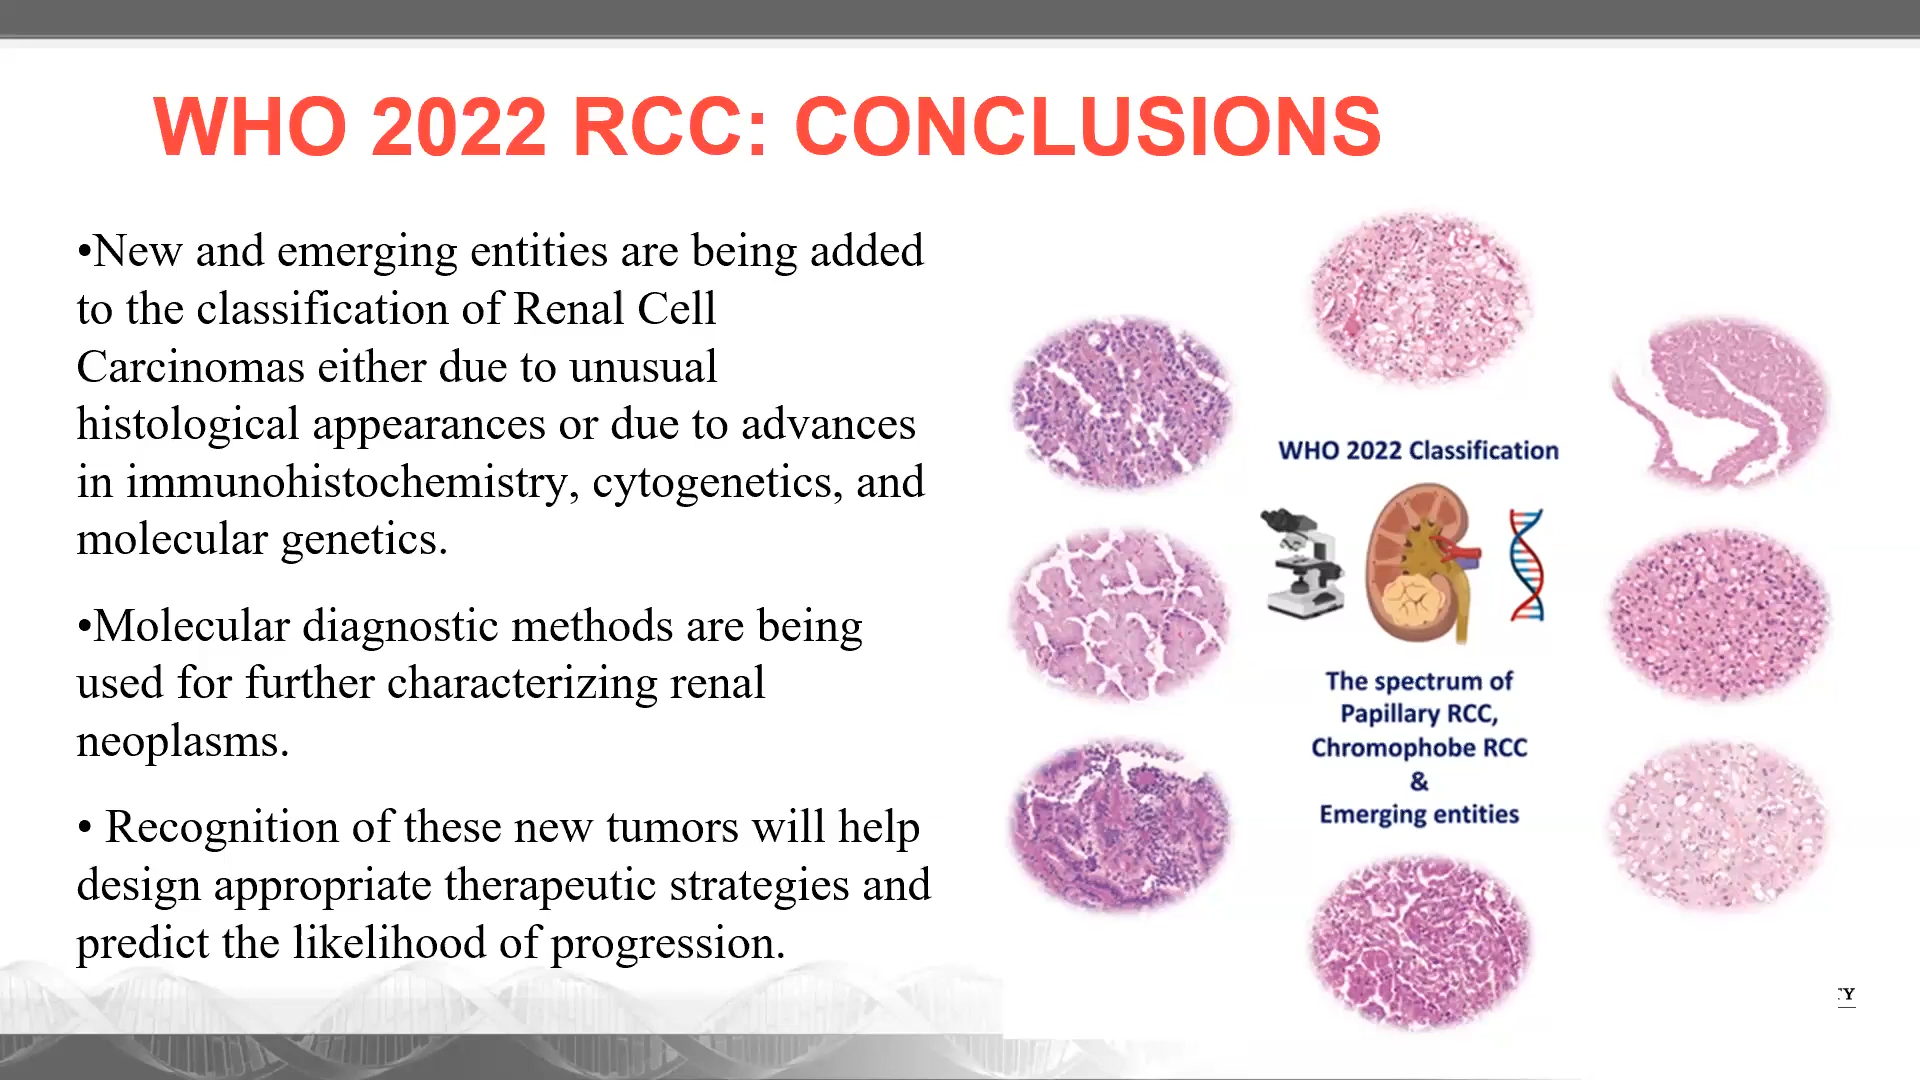 WHO 2022 RCC: CONCLUSIONS
•New and emerging entities are being added
to the classification of Renal Cell
Carcinomas either due to unusual
histological appearances or due to advances
in immunohistochemistry, cytogenetics, and
molecular genetics.
•Molecular diagnostic methods are being
used for further characterizing renal
neoplasms.
• Recognition of these new tumors will help
design appropriate therapeutic strategies and
predict the likelihood of progression.
WHO 2022 Classification
The spectrum of
Papillary RCC,
Chromophobe RCC
&
Emerging entities